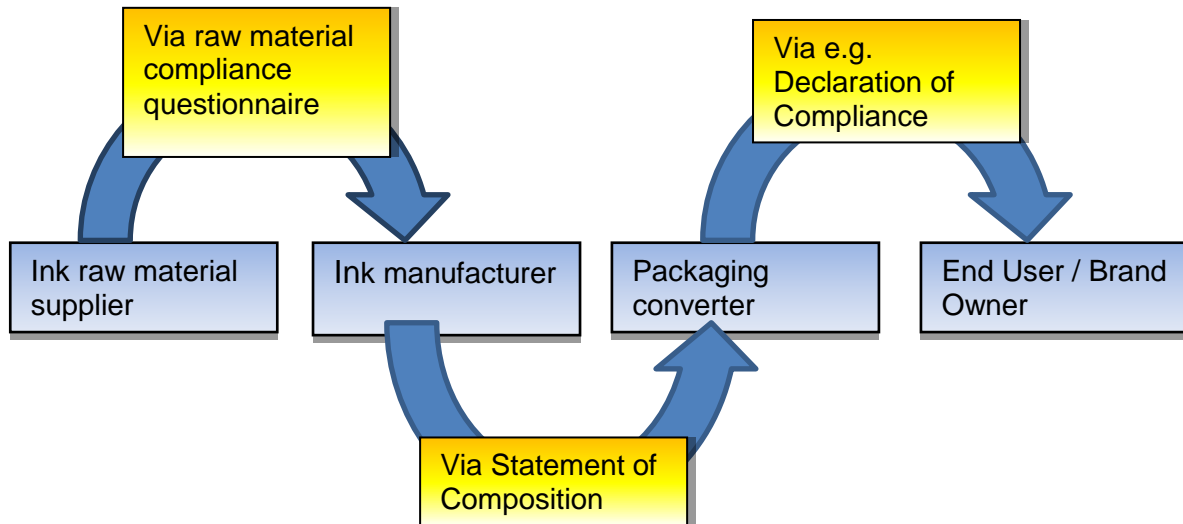 Via raw material
compliance
questionnaire
Via e.g.
Declaration of
Compliance
Ink raw material
supplier
Ink manufacturer
Packaging
converter
End User / Brand
Owner
Via Statement of
Composition